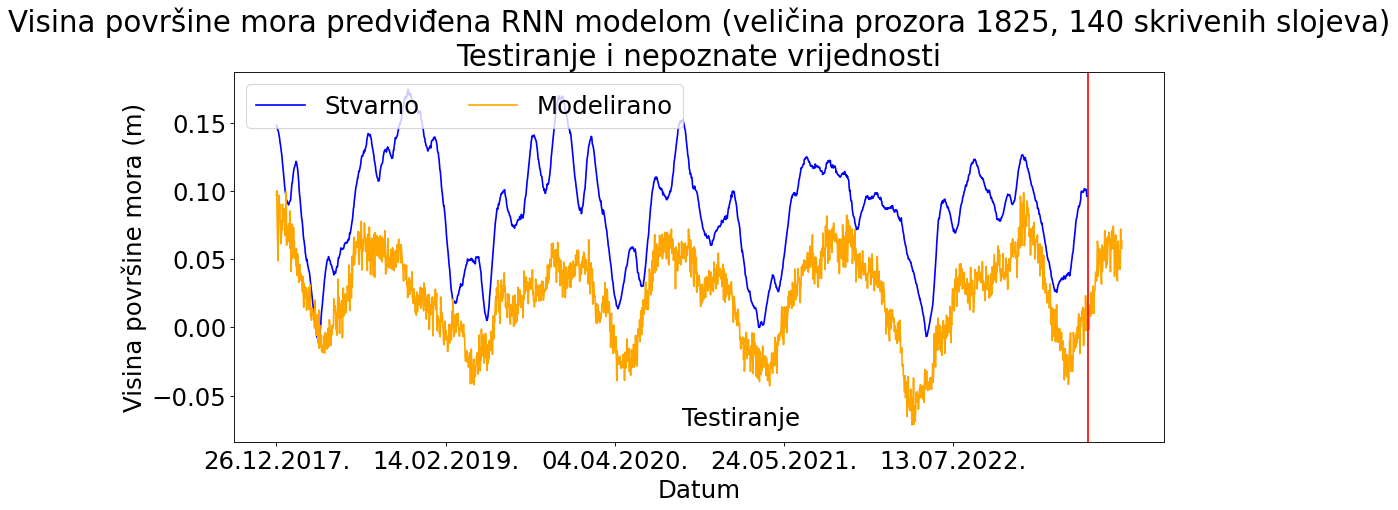 Visina površine mora predviđena RNN modelom (veličina prozora 1825, 140 skrivenih slojeva)
Testiranje i nepoznate vrijednosti
Stvarno Modelirano
Visina površine mora (m)
0.15
0.10
0.05
0.00
−0.05
Testiranje
26.12.2017. 14.02.2019. 04.04.2020. 24.05.2021. 13.07.2022.
Datum